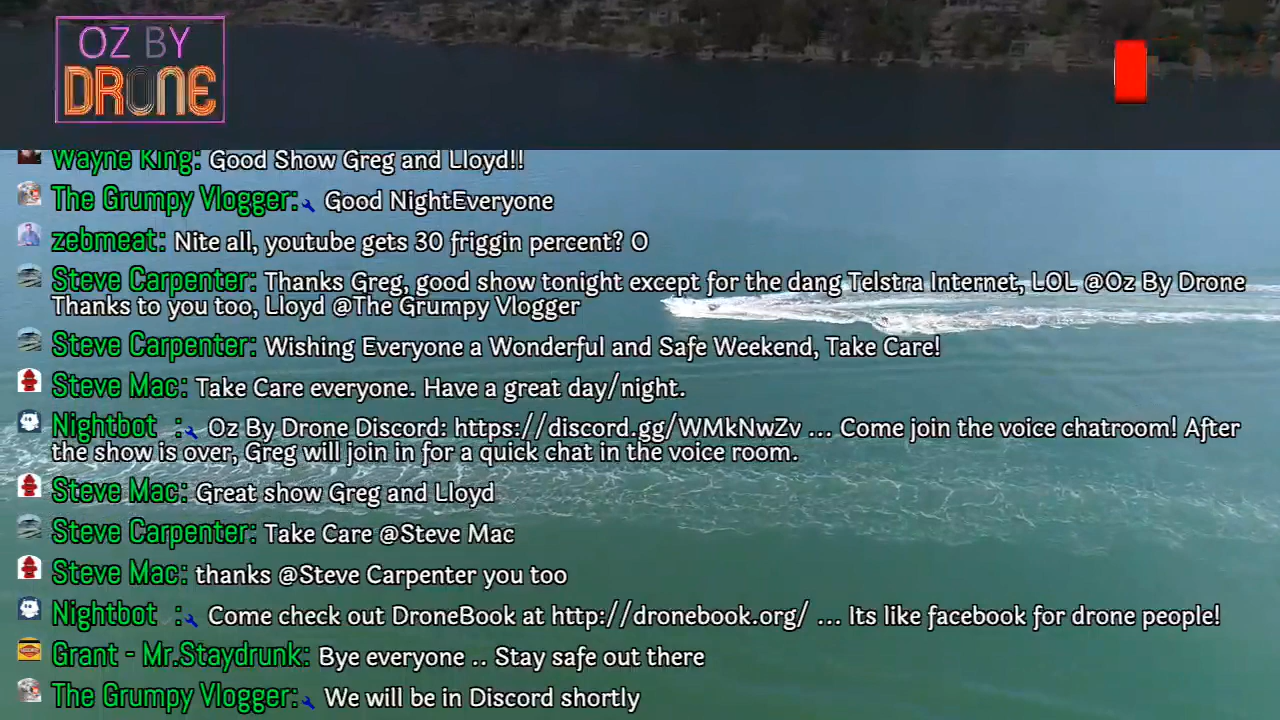 OZ BY
DRONE
Wayne King: Good Show Greg and Lloyd!!
The Grumpy Vlogger: Good NightEveryone
zebmeat: Nite all, youtube gets 30 friggin percent? O
Steve Carpenter: Thanks Greg, good show tonight except for the dang Telstra Internet, LOL @Oz By Drone
Thanks to you too, Lloyd @The Grumpy Vlogger
Steve Carpenter: Wishing Everyone a Wonderful and Safe Weekend, Take Care!
Steve Mac: Take Care everyone. Have a great day/night.
Nightbot : Oz By Drone Discord: https://discord.gg/WMkNwZv ... Come join the voice chatroom! After
the show is over, Greg will join in for a quick chat in the voice room.
Steve Mac: Great show Greg and Lloyd
Steve Carpenter: Take Care @Steve Mac
Steve Mac: thanks @Steve Carpenter you too
Nightbot : Come check out DroneBook at http://dronebook.org/ ... Its like facebook for drone people!
Grant - Mr.Staydrunk: Bye everyone .. Stay safe out there
The Grumpy Vlogger: We will be in Discord shortly